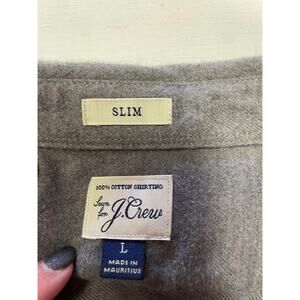 SLIM
100% COTTON SHIRTING
Sewn
for
J.Crew
L
MADE IN
MAURITIUS